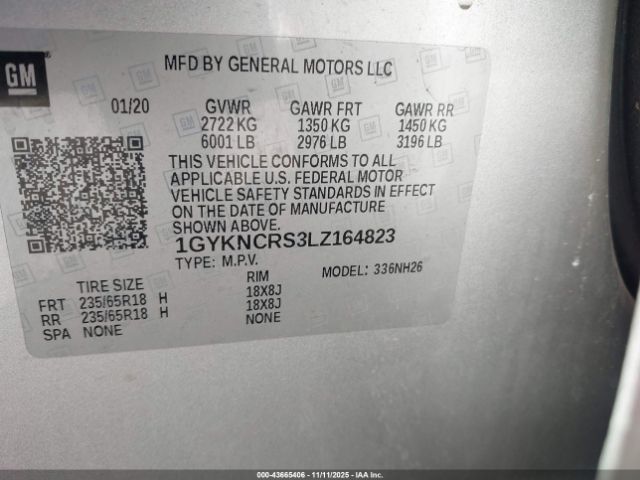 GM
MFD BY GENERAL MOTORS LLC
01/20 GVWR GAWR FRT GAWR RR
2722 KG 1350 KG 1450 KG
6001 LB 2976 LB 3196 LB
THIS VEHICLE CONFORMS TO ALL
APPLICABLE U.S. FEDERAL MOTOR
VEHICLE SAFETY STANDARDS IN EFFECT
ON THE DATE OF MANUFACTURE
SHOWN ABOVE.
1GYKNCRS3LZ164823
TYPE: M.P.V. MODEL: 336NH26
TIRE SIZE RIM
FRT 235/65R18 H 18X8J
RR 235/65R18 H 18X8J
SPA NONE NONE
000-43665406 - 11/11/2025 - IAA Inc.